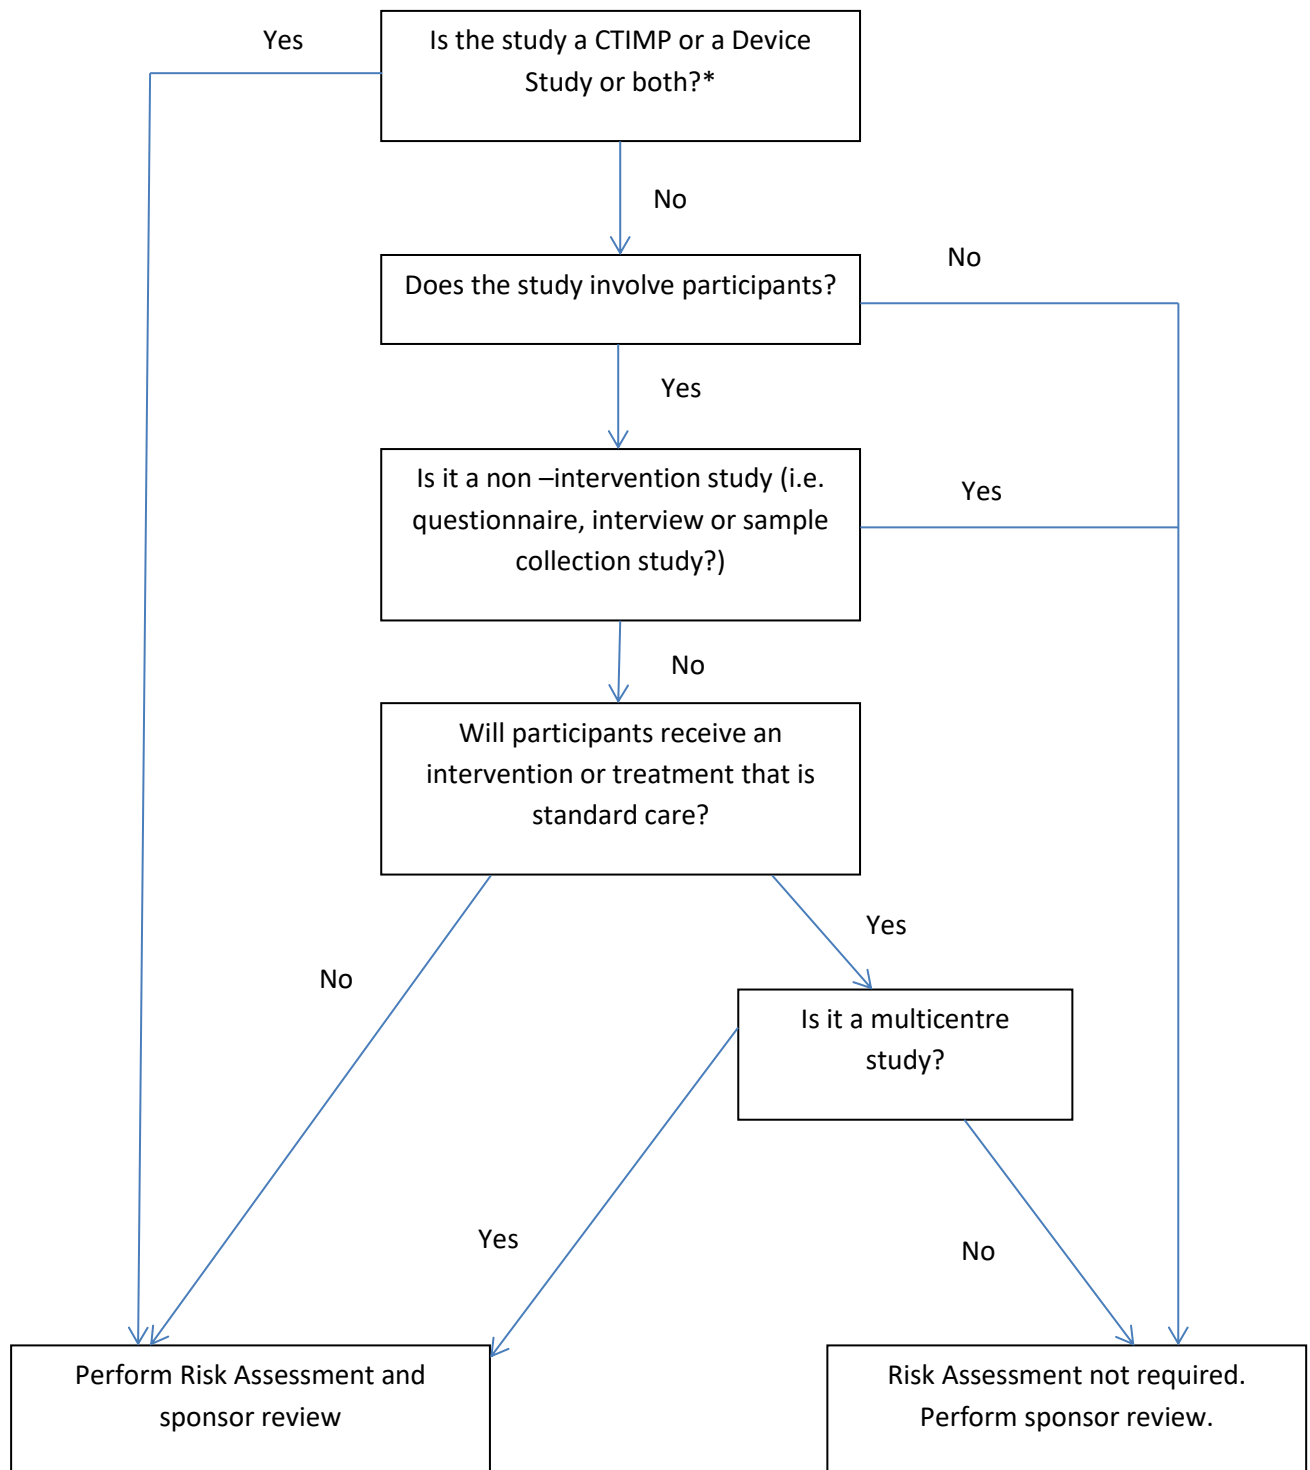 Yes
Is the study a CTIMP or a Device
Study or both?*
No
Does the study involve participants?
No
Yes
Is it a non –intervention study (i.e.
questionnaire, interview or sample
collection study?)
Yes
No
Will participants receive an
intervention or treatment that is
standard care?
Yes
No
Is it a multicentre
study?
Yes
No
Perform Risk Assessment and
sponsor review
Risk Assessment not required.
Perform sponsor review.